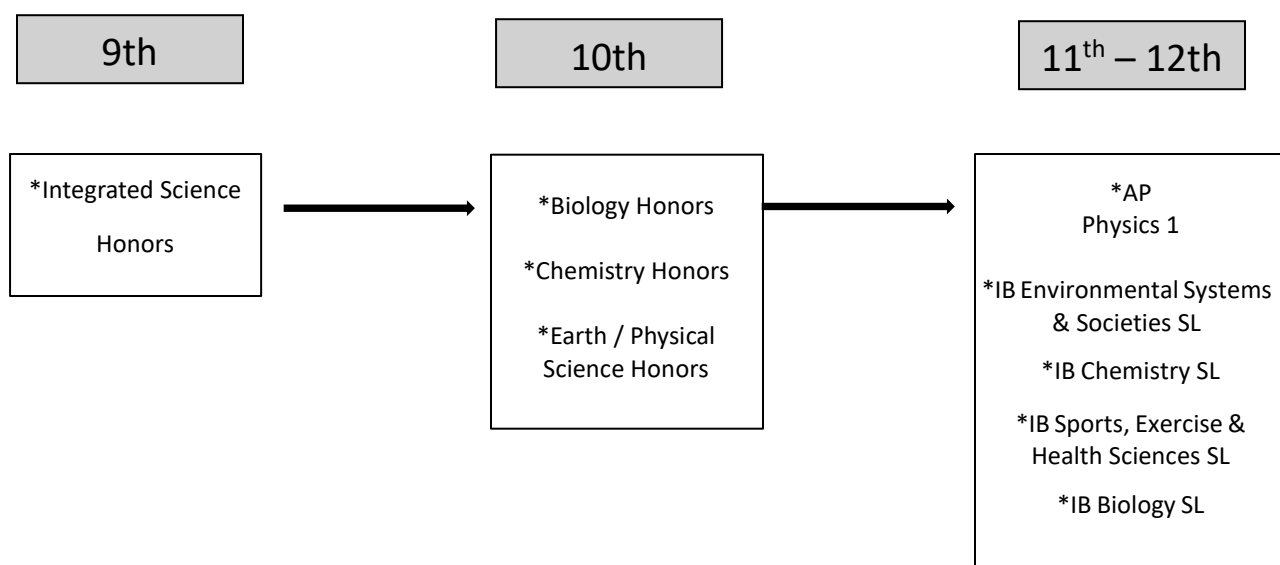 9th
10th
11th – 12th
*Integrated Science
Honors
*Biology Honors
*Chemistry Honors
*Earth / Physical
Science Honors
*AP
Physics 1
*IB Environmental Systems
& Societies SL
*IB Chemistry SL
*IB Sports, Exercise &
Health Sciences SL
*IB Biology SL